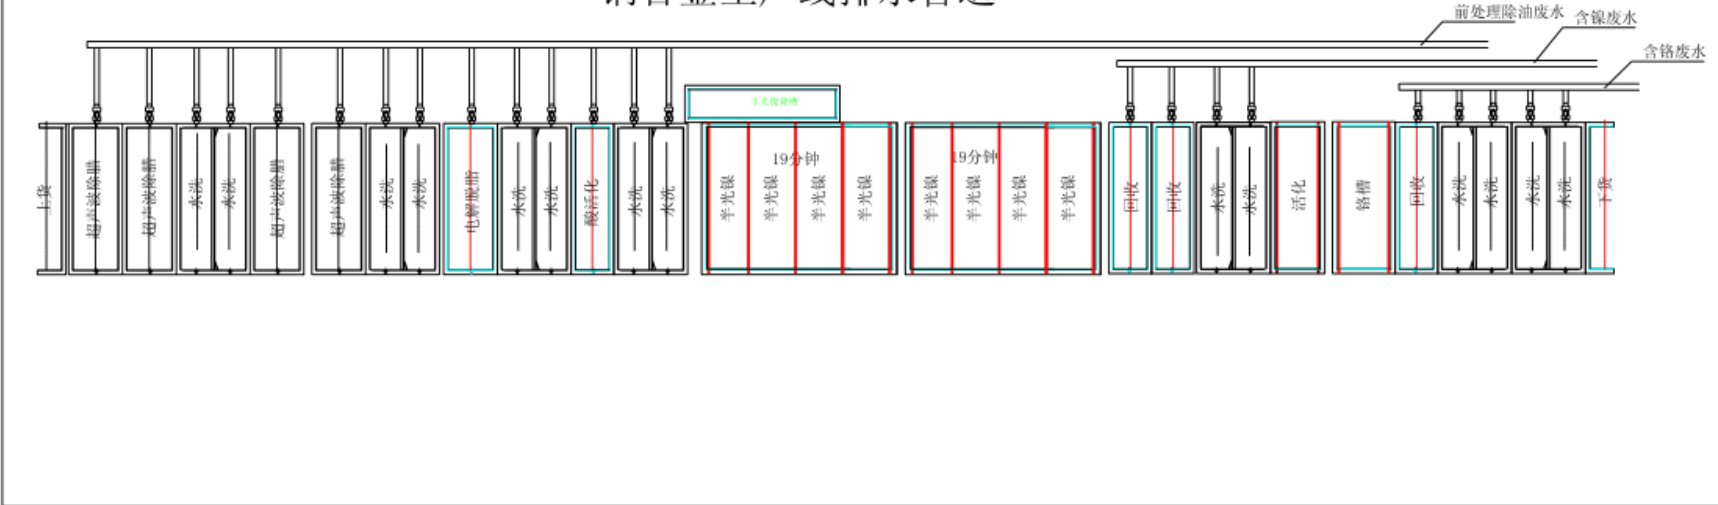 前处理除油废水
含镍废水
含铬废水
上货
超声波除腊
超声波除腊
水洗
水洗
超声波除腊
超声波除腊
水洗
水洗
电解脱脂
水洗
水洗
酸活化
水洗
水洗
19分钟
半光镍
半光镍
半光镍
半光镍
19分钟
半光镍
半光镍
半光镍
半光镍
回收
回收
水洗
水洗
活化
铬槽
回收
水洗
水洗
水洗
水洗
下货